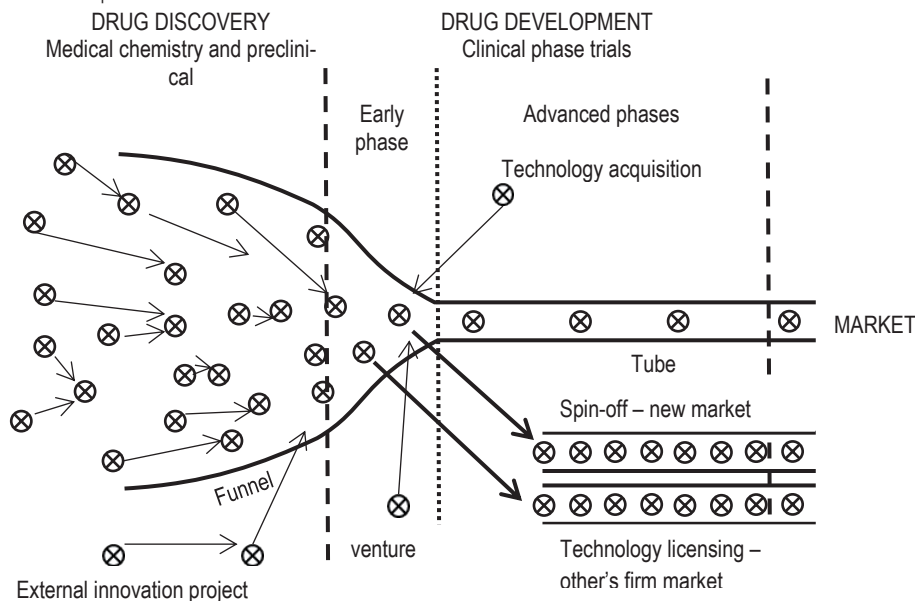 DRUG DISCOVERY
Medical chemistry and preclini-
cal
DRUG DEVELOPMENT
Clinical phase trials
Early
phase
Advanced phases
Technology acquisition
MARKET
Tube
Spin-off – new market
Funnel
venture
Technology licensing –
other's firm market
External innovation project